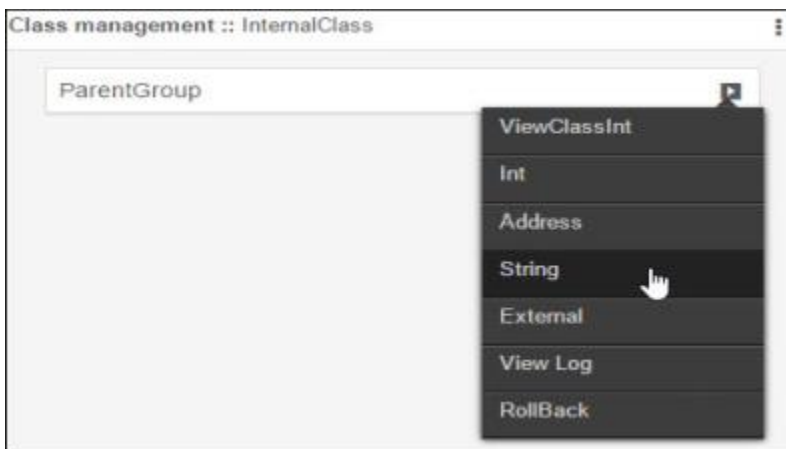 Class management :: InternalClass
ParentGroup
ViewClassInt
Int
Address
String
External
View Log
RollBack